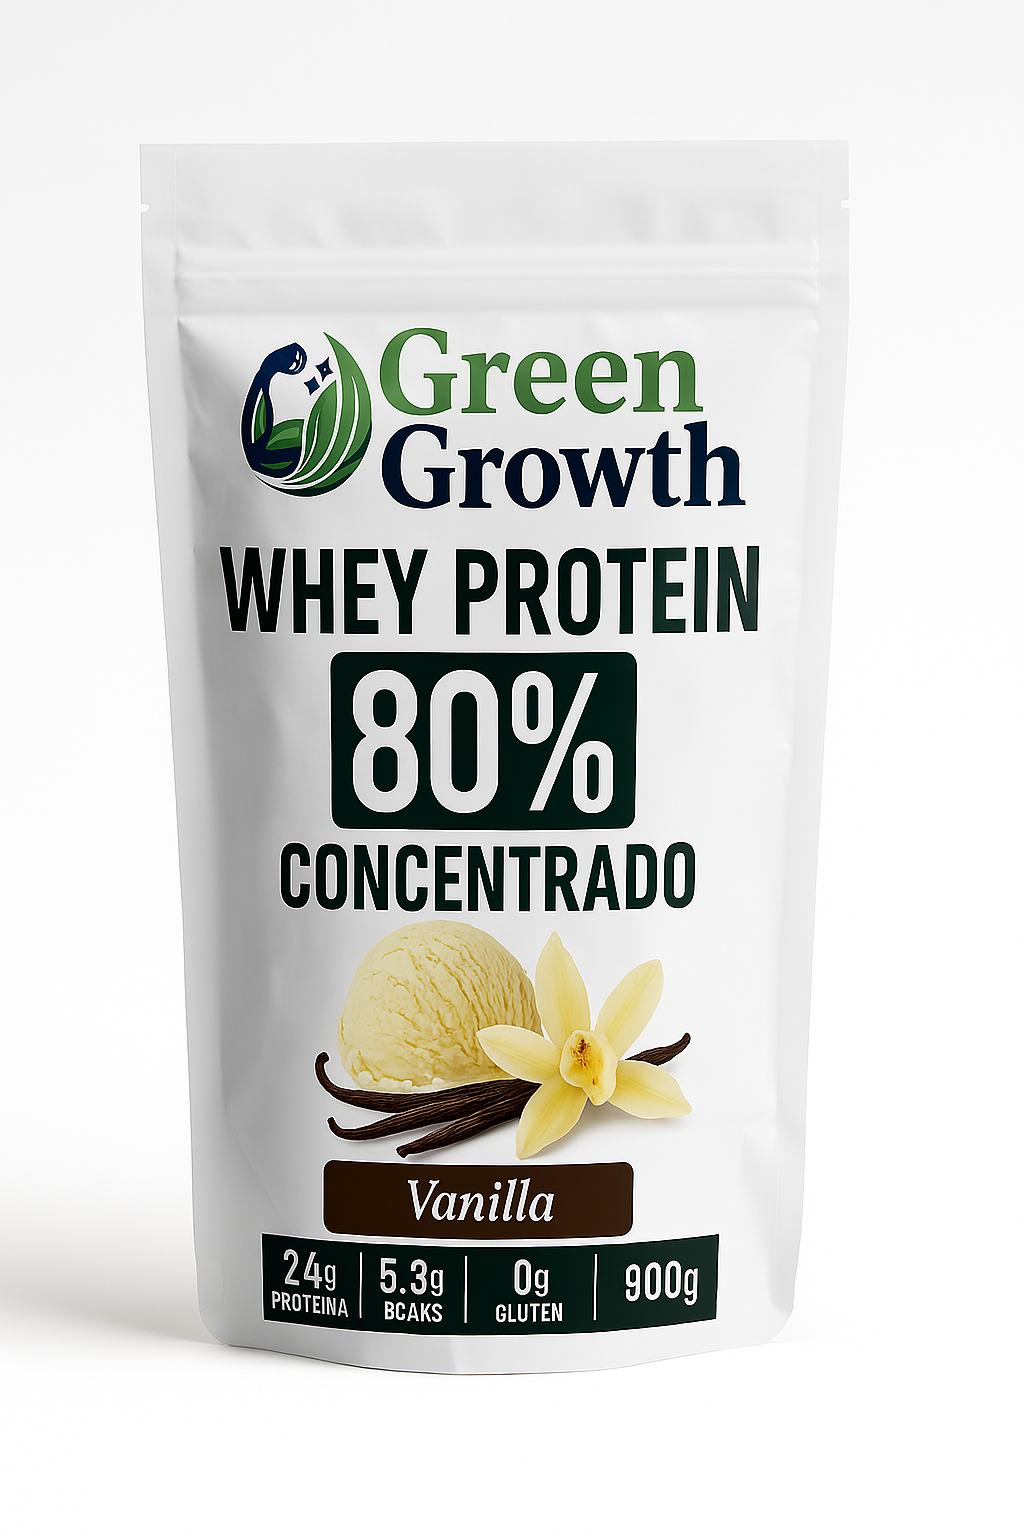 Green
Growth
WHEY PROTEIN
80%
CONCENTRADO
Vanilla
24g 5.3g 0g 900g
PROTEINA BCAKS GLUTEN